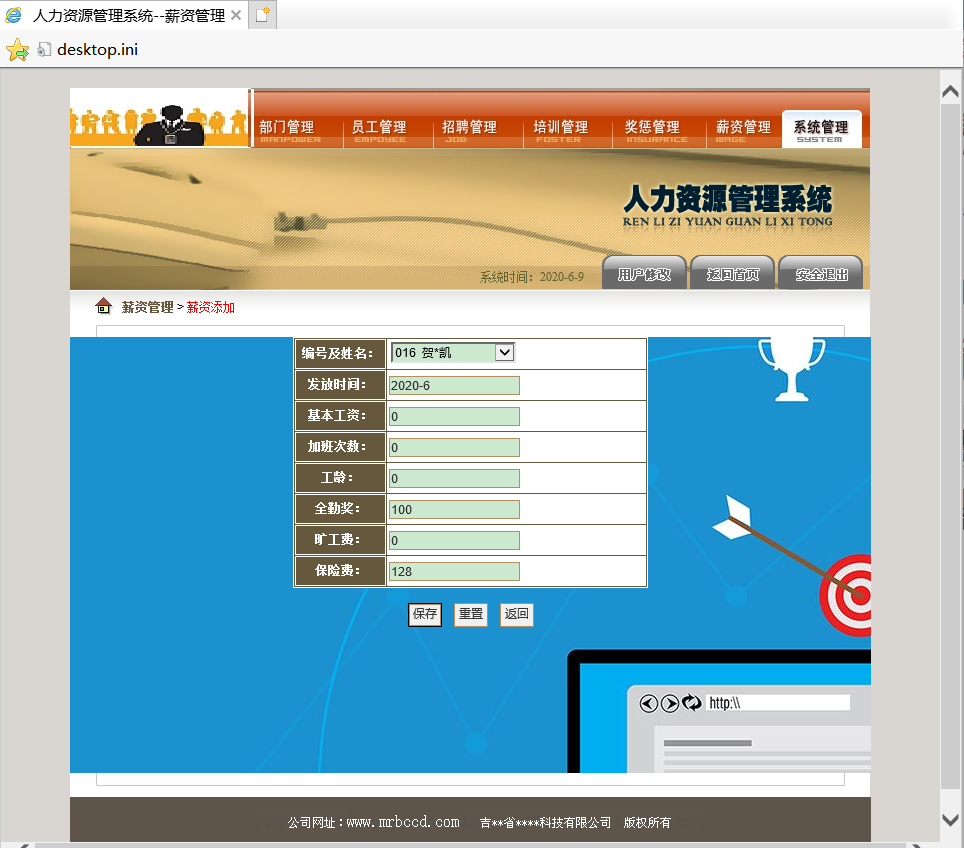 人力资源管理系统--薪资管理
desktop.ini
部门管理 员工管理 招聘管理 培训管理 奖惩管理 薪资管理 系统管理
MANPOWER EMPOYEE JOB FOSTER INSURANCE WAGE SYSTEM
人力资源管理系统
REN LI ZI YUAN GUAN LI XI TONG
系统时间：2020-6-9 用户修改 返回首页 安全退出
薪资管理 > 薪资添加
编号及姓名： 016 贺*凯
发放时间： 2020-6
基本工资： 0
加班次数： 0
工龄： 0
全勤奖： 100
旷工费： 0
保险费： 128
保存 重置 返回
http:\\
公司网址：www.mrbccd.com 吉**省****科技有限公司 版权所有